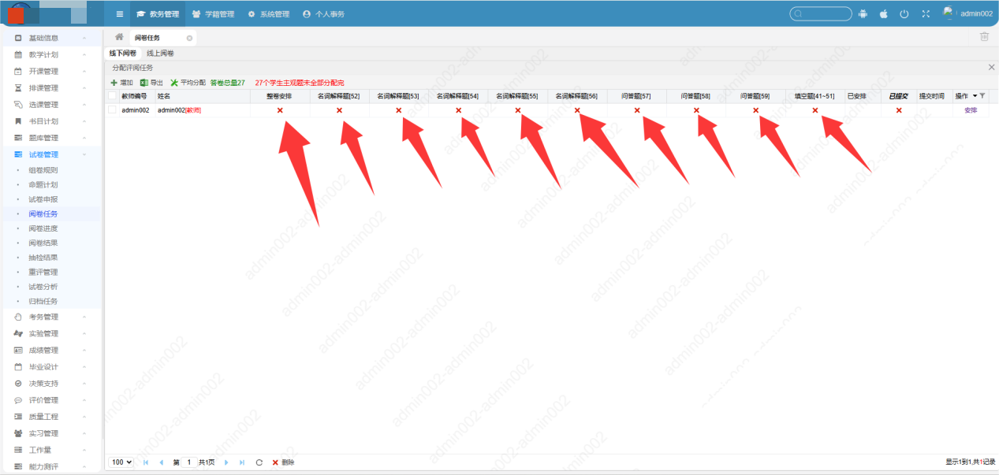 教务管理 学籍管理 系统管理 个人事务 admin002
基础信息
教学计划
开课管理
排课管理
选课管理
书目计划
题库管理
试卷管理
组卷规则
命题计划
试卷申报
阅卷任务
阅卷进度
阅卷结果
抽检结果
重评管理
试卷分析
归档任务
考务管理
实验管理
成绩管理
毕业设计
决策支持
评价管理
质量工程
实习管理
工作量
能力测评
阅卷任务
线下阅卷 线上阅卷
分配评阅任务
增加 导出 平均分配 答卷总量27 27个学生主观题未全部分配完
教师编号 姓名 整卷安排 名词解释题[52] 名词解释题[53] 名词解释题[54] 名词解释题[55] 名词解释题[56] 问答题[57] 问答题[58] 问答题[59] 填空题[41~51] 已安排 已提交 提交时间 操作
admin002 admin002[教师] 安排
100 第 1 共1页 删除 显示1到1,共1记录
admin002-admin002-admin002